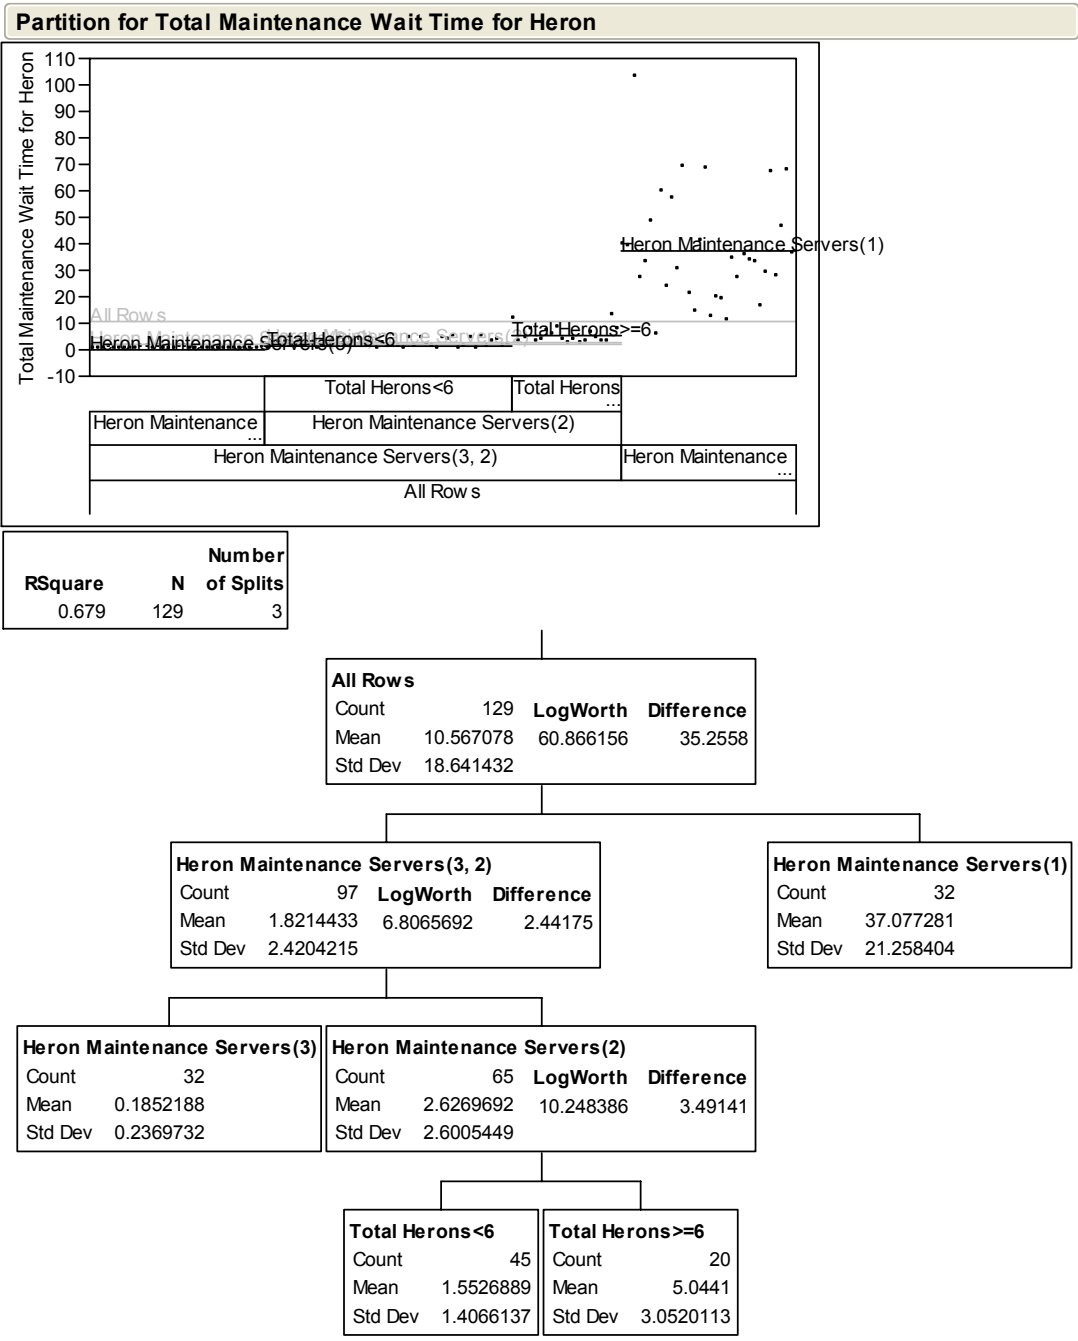 Partition for Total Maintenance Wait Time for Heron
Total Maintenance Wait Time for Heron
110
100
90
80
70
60
50
40
30
20
10
0
-10
All Rows
Heron Maintenance Servers(3)
Total Herons<6
Total Herons>=6
Heron Maintenance Servers(1)
Total Herons<6
Total Herons
...
Heron Maintenance
...
Heron Maintenance Servers(2)
Heron Maintenance Servers(3, 2)
Heron Maintenance
...
All Rows
RSquare N Number of Splits
0.679 129 3
All Rows
Count 129 LogWorth Difference
Mean 10.567078 60.866156 35.2558
Std Dev 18.641432
Heron Maintenance Servers(3, 2)
Count 97 LogWorth Difference
Mean 1.8214433 6.8065692 2.44175
Std Dev 2.4204215
Heron Maintenance Servers(1)
Count 32
Mean 37.077281
Std Dev 21.258404
Heron Maintenance Servers(3)
Count 32
Mean 0.1852188
Std Dev 0.2369732
Heron Maintenance Servers(2)
Count 65 LogWorth Difference
Mean 2.6269692 10.248386 3.49141
Std Dev 2.6005449
Total Herons<6
Count 45
Mean 1.5526889
Std Dev 1.4066137
Total Herons>=6
Count 20
Mean 5.0441
Std Dev 3.0520113